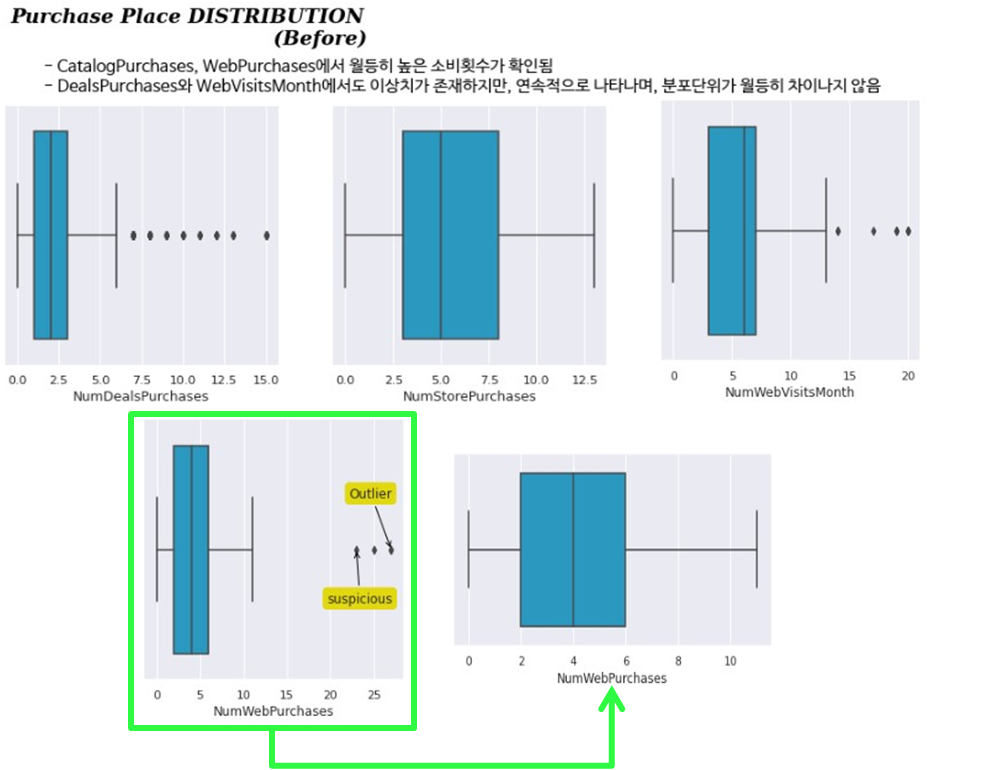 Purchase Place DISTRIBUTION
(Before)
- CatalogPurchases, WebPurchases에서 월등히 높은 소비횟수가 확인됨
- DealsPurchases와 WebVisitsMonth에서도 이상치가 존재하지만, 연속적으로 나타나며, 분포단위가 월등히 차이나지 않음
0.0 2.5 5.0 7.5 10.0 12.5 15.0
NumDealsPurchases
0.0 2.5 5.0 7.5 10.0 12.5
NumStorePurchases
0 5 10 15 20
NumWebVisitsMonth
Outlier
suspicious
0 5 10 15 20 25
NumWebPurchases
0 2 4 6 8 10
NumWebPurchases